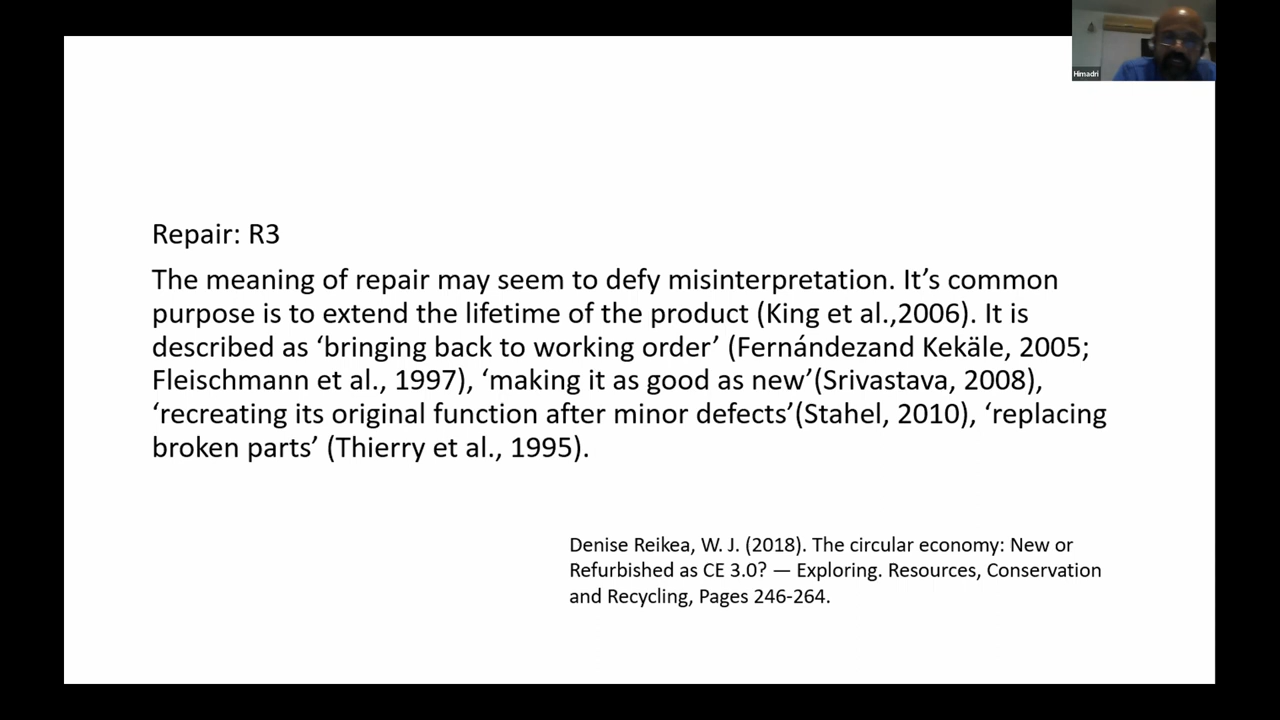 Himadri
Repair: R3
The meaning of repair may seem to defy misinterpretation. It’s common
purpose is to extend the lifetime of the product (King et al.,2006). It is
described as ‘bringing back to working order’ (Fernándezand Kekäle, 2005;
Fleischmann et al., 1997), ‘making it as good as new’(Srivastava, 2008),
‘recreating its original function after minor defects’(Stahel, 2010), ‘replacing
broken parts’ (Thierry et al., 1995).
Denise Reikea, W. J. (2018). The circular economy: New or
Refurbished as CE 3.0? — Exploring. Resources, Conservation
and Recycling, Pages 246-264.